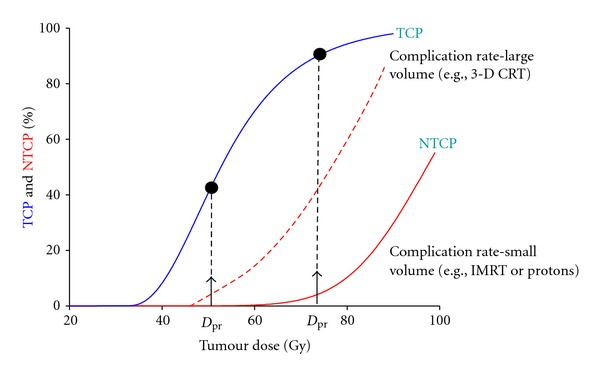 100
80
60
40
20
0
TCP and NTCP (%)
TCP
Complication rate-large
volume (e.g., 3-D CRT)
NTCP
Complication rate-small
volume (e.g., IMRT or protons)
20
40
Dpr
60
Dpr
80
100
Tumour dose (Gy)